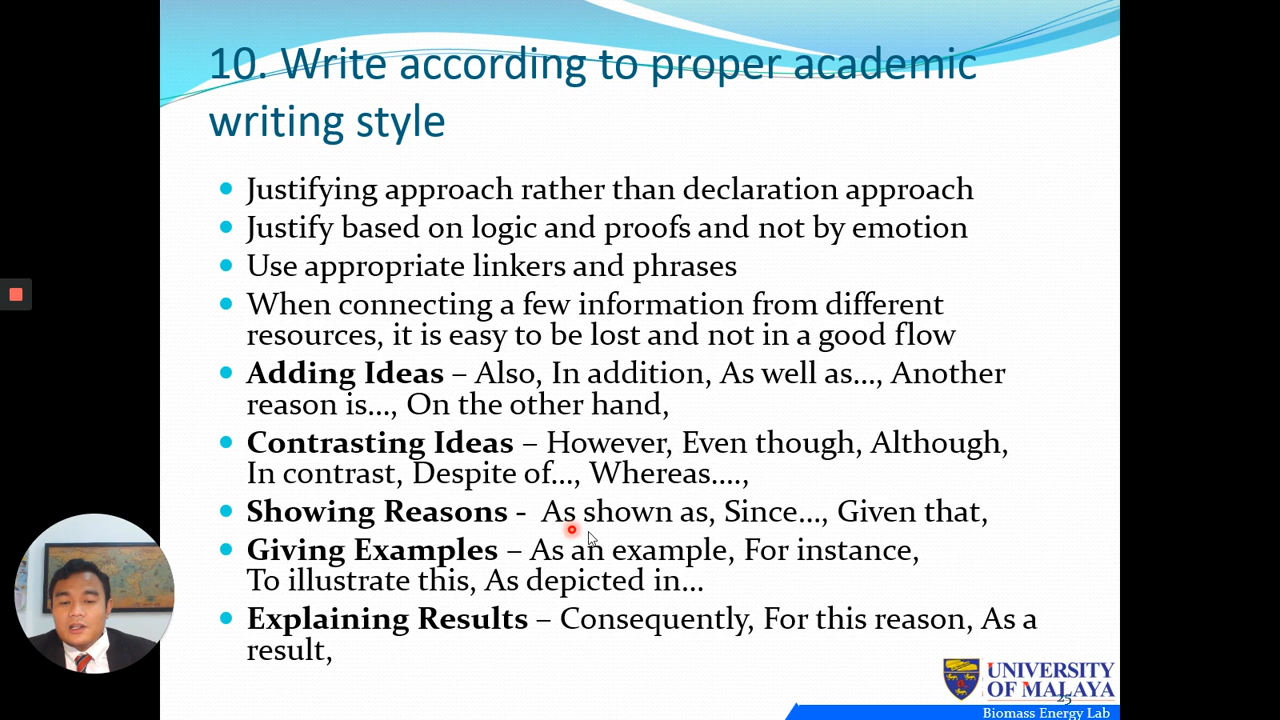 10. Write according to proper academic
writing style
Justifying approach rather than declaration approach
Justify based on logic and proofs and not by emotion
Use appropriate linkers and phrases
When connecting a few information from different
resources, it is easy to be lost and not in a good flow
Adding Ideas – Also, In addition, As well as…, Another
reason is…, On the other hand,
Contrasting Ideas – However, Even though, Although,
In contrast, Despite of…, Whereas….,
Showing Reasons -  As shown as, Since…, Given that,
Giving Examples – As an example, For instance,
To illustrate this, As depicted in…
Explaining Results – Consequently, For this reason, As a
result,
UNIVERSITY
OF MALAYA
25
Biomass Energy Lab